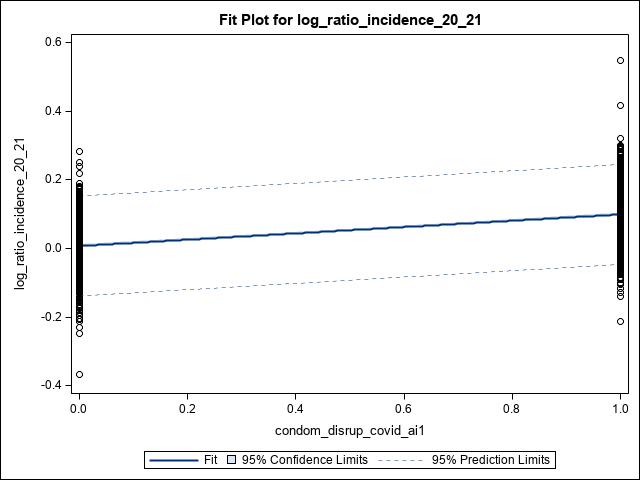 Fit Plot for log_ratio_incidence_20_21
0.6
0.4
0.2
0.0
-0.2
-0.4
log_ratio_incidence_20_21
0.0 0.2 0.4 0.6 0.8 1.0
condom_disrup_covid_ai1
Fit 95% Confidence Limits 95% Prediction Limits